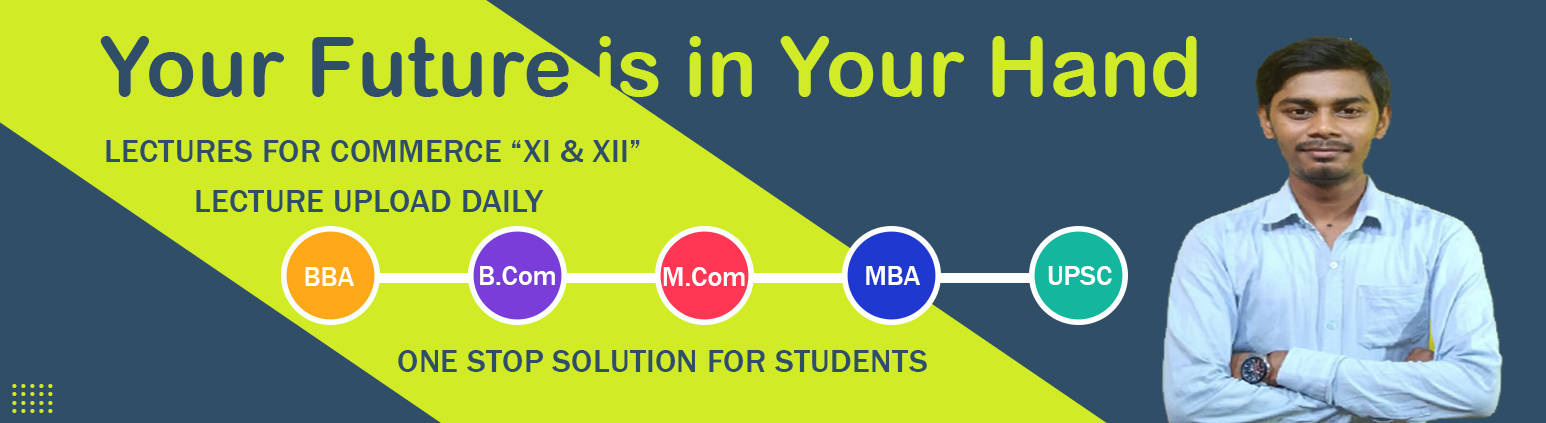 Your Future is in Your Hand
LECTURES FOR COMMERCE “XI & XII”
LECTURE UPLOAD DAILY
BBA
B.Com
M.Com
MBA
UPSC
ONE STOP SOLUTION FOR STUDENTS